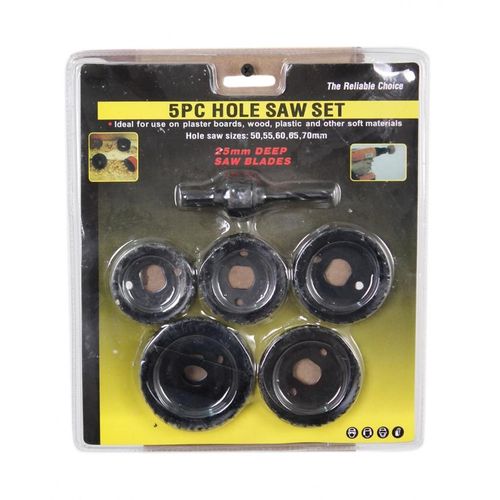 The Reliable Choice
5PC HOLE SAW SET
* Ideal for use on plaster boards, wood, plastic and other soft materials
Hole saw sizes: 50,55,60,65,70mm
25mm DEEP
SAW BLADES